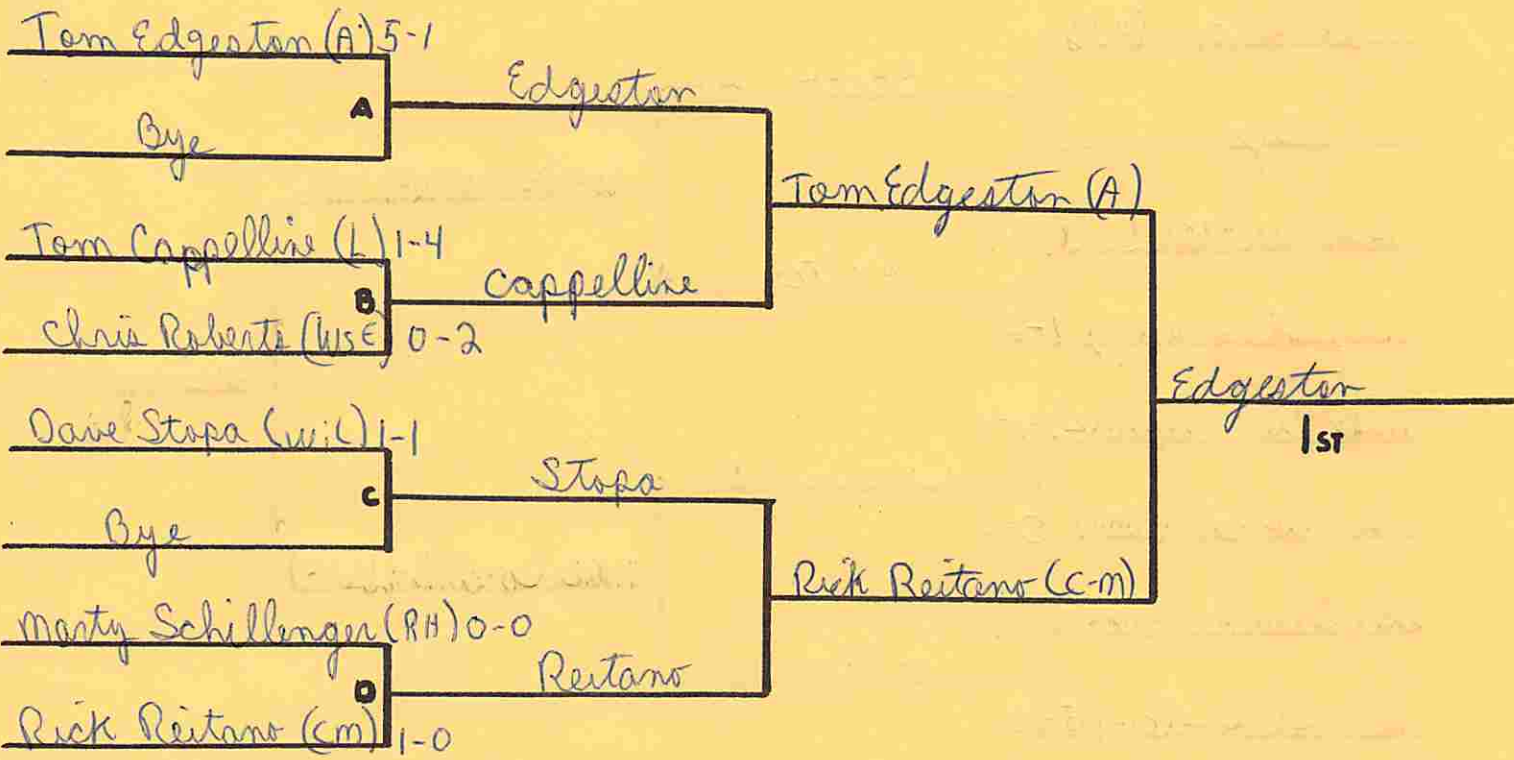 Tom Edgeston (A) 5-1
A
Bye
Edgeston
Tom Cappelline (L) 1-4
B
Chris Roberts (WSE) 0-2
Cappelline
Tom Edgeston (A)
Dave Stopa (WiL) 1-1
C
Bye
Stopa
Marty Schillenger (RH) 0-0
D
Rick Reitano (CM) 1-0
Reitano
Rick Reitano (C-M)
Edgeston
1ST